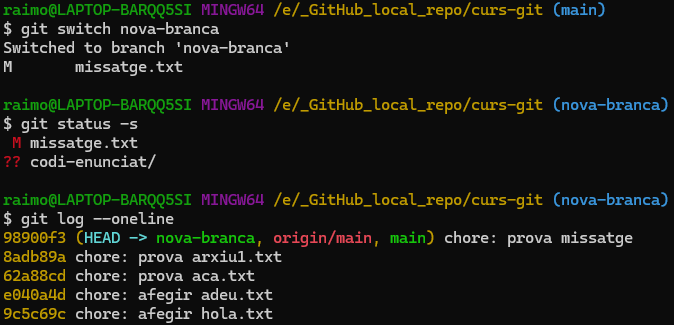 raimo@LAPTOP-BARQQ5SI MINGW64 /e/_GitHub_local_repo/curs-git (main)
$ git switch nova-branca
Switched to branch 'nova-branca'
M       missatge.txt
raimo@LAPTOP-BARQQ5SI MINGW64 /e/_GitHub_local_repo/curs-git (nova-branca)
$ git status -s
 M missatge.txt
?? codi-enunciat/
raimo@LAPTOP-BARQQ5SI MINGW64 /e/_GitHub_local_repo/curs-git (nova-branca)
$ git log --oneline
98900f3 (HEAD -> nova-branca, origin/main, main) chore: prova missatge
8adb89a chore: prova arxiu1.txt
62a88cd chore: prova aca.txt
e040a4d chore: afegir adeu.txt
9c5c69c chore: afegir hola.txt